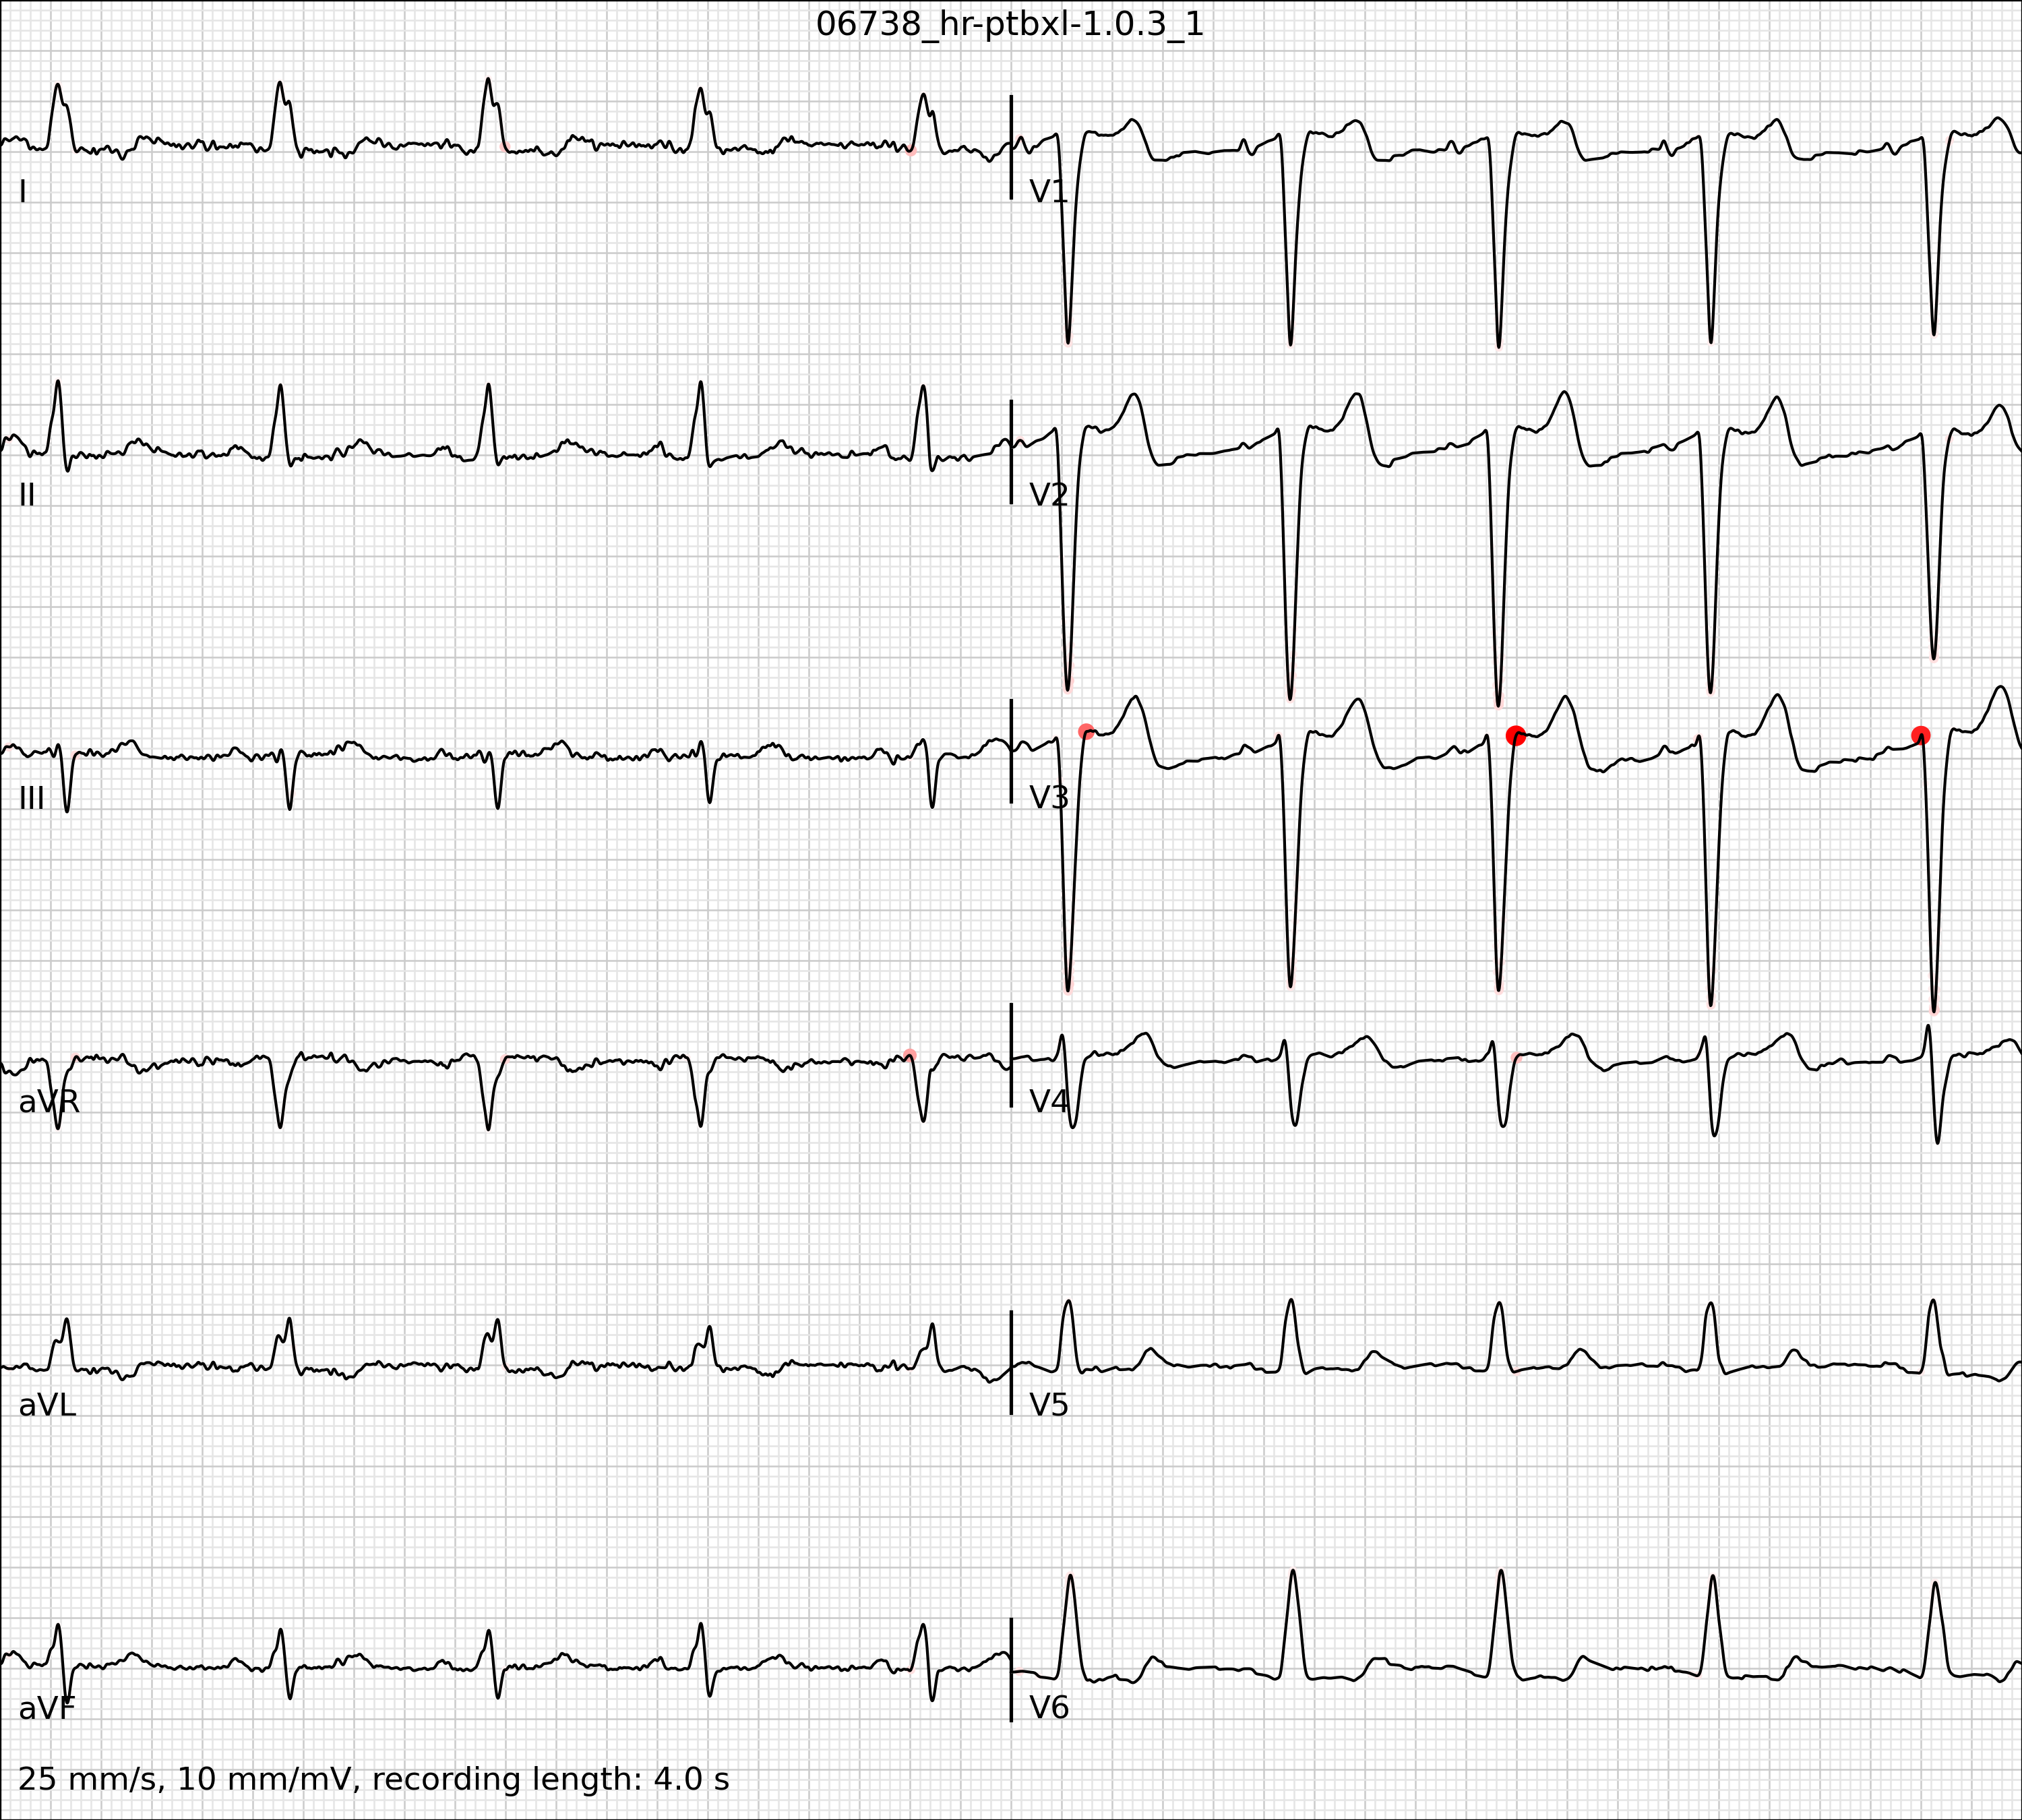 06738_hr-ptbxl-1.0.3_1
I
V1
II
V2
III
V3
aVR
V4
aVL
V5
aVF
V6
25 mm/s, 10 mm/mV, recording length: 4.0 s